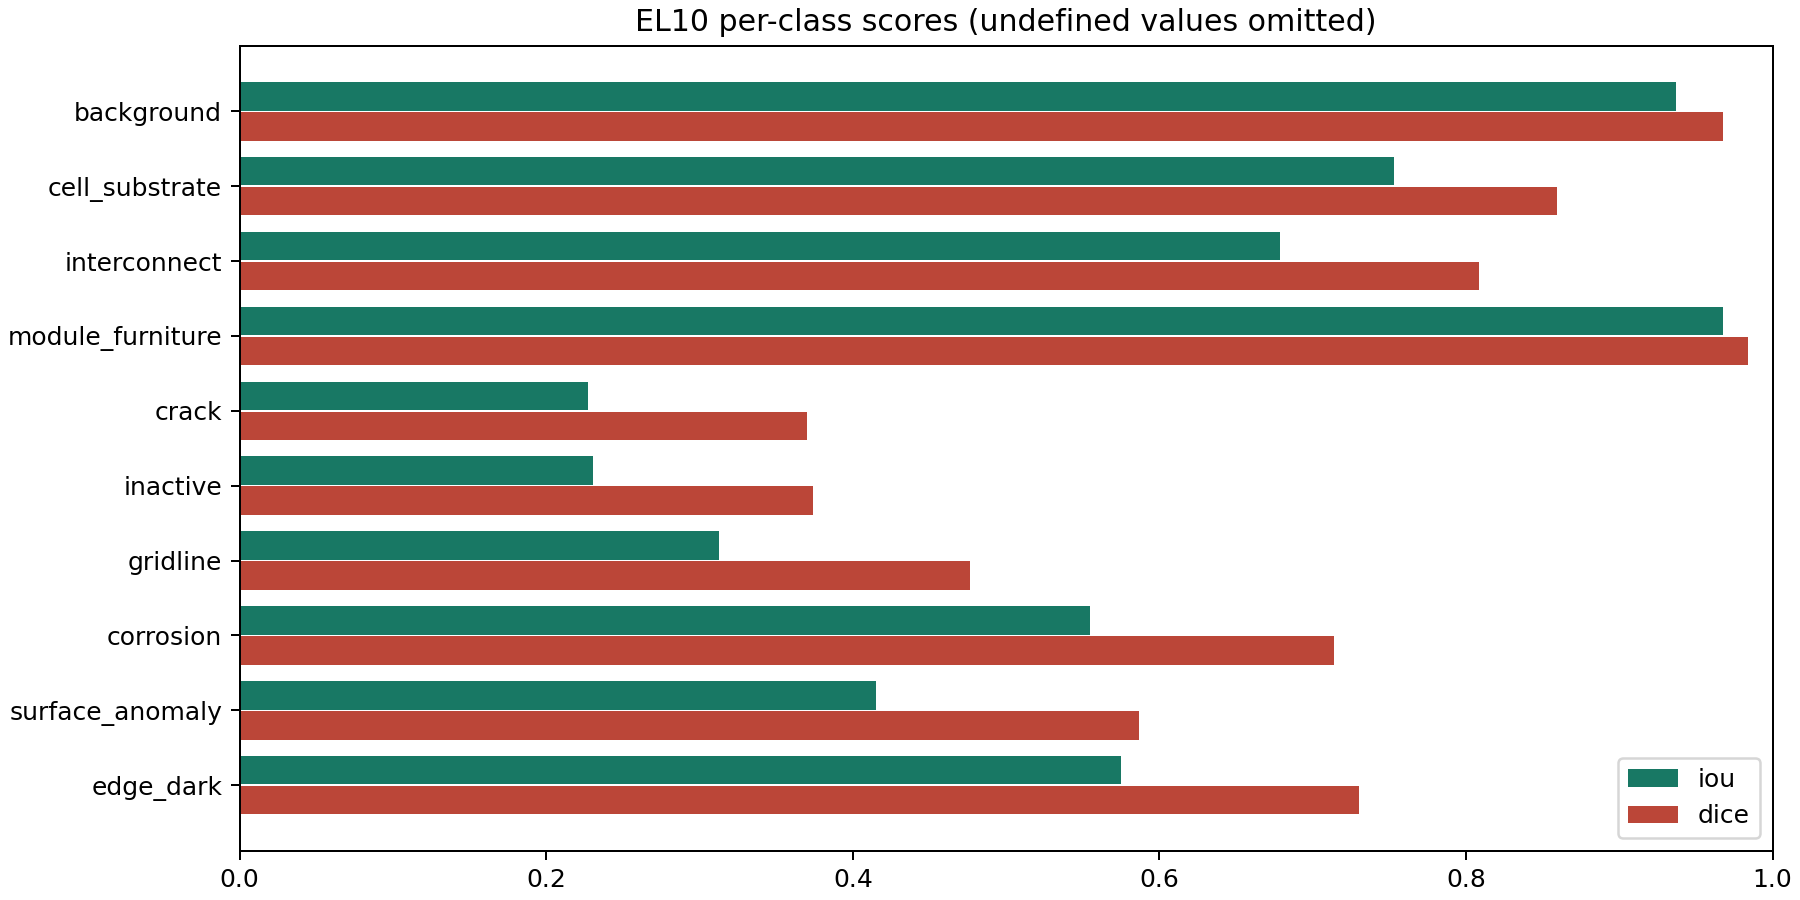 EL10 per-class scores (undefined values omitted)
background
cell_substrate
interconnect
module_furniture
crack
inactive
gridline
corrosion
surface_anomaly
edge_dark
iou
dice
0.0 0.2 0.4 0.6 0.8 1.0